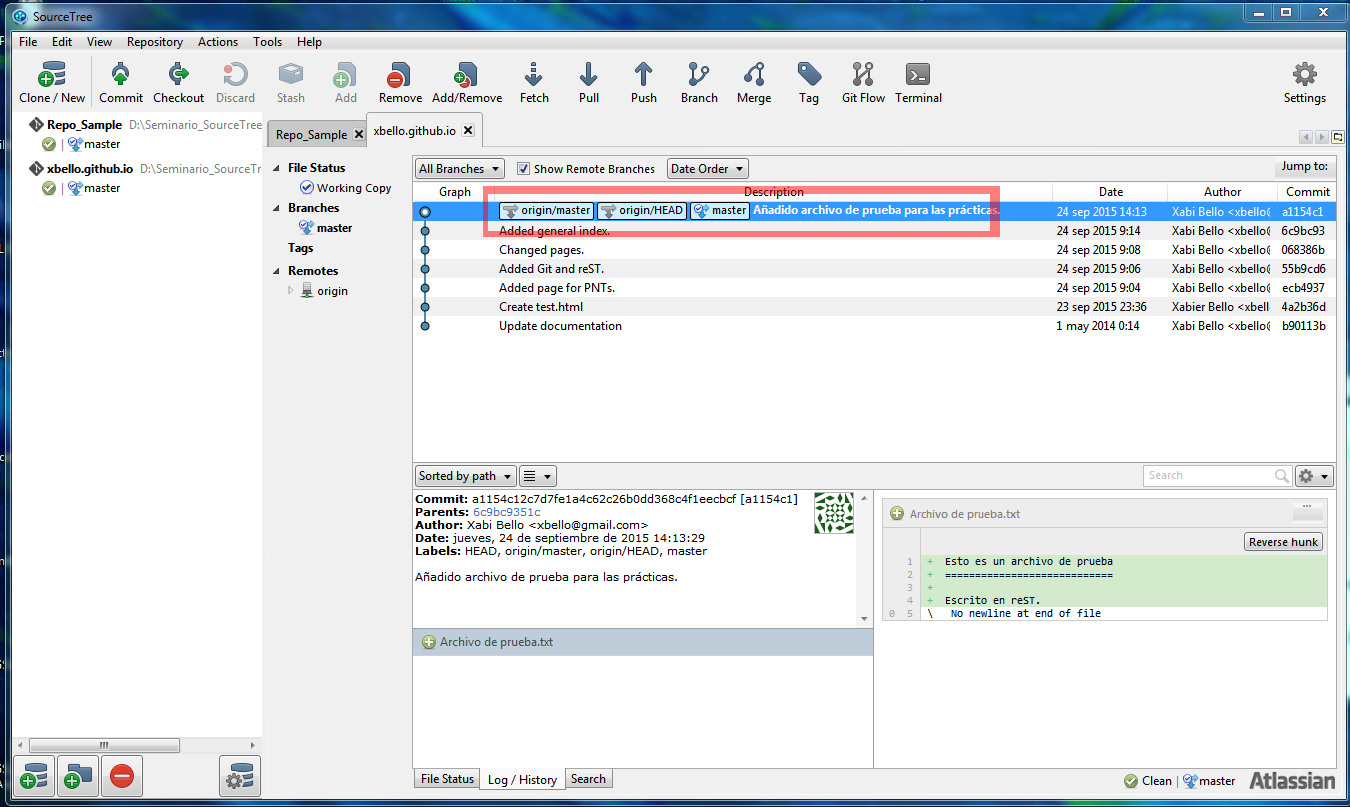 SourceTree
File Edit View Repository Actions Tools Help
Clone / New Commit Checkout Discard Stash Add Remove Add/Remove Fetch Pull Push Branch Merge Tag Git Flow Terminal Settings
Repo_Sample D:\Seminario_SourceTree
master
xbello.github.io D:\Seminario_SourceTr
master
Repo_Sample xbello.github.io
File Status
Working Copy
Branches
master
Tags
Remotes
origin
All Branches Show Remote Branches Date Order Jump to:
Graph Description Date Author Commit
origin/master origin/HEAD master Añadido archivo de prueba para las prácticas. 24 sep 2015 14:13 Xabi Bello <xbello@ a1154c1
Added general index. 24 sep 2015 9:14 Xabi Bello <xbello@ 6c9bc93
Changed pages. 24 sep 2015 9:08 Xabi Bello <xbello@ 068386b
Added Git and reST. 24 sep 2015 9:06 Xabi Bello <xbello@ 55b9cd6
Added page for PNTs. 24 sep 2015 9:04 Xabi Bello <xbello@ ecb4937
Create test.html 23 sep 2015 23:36 Xabier Bello <xbell 4a2b36d
Update documentation 1 may 2014 0:14 Xabi Bello <xbello@ b90113b
Sorted by path Search
Commit: a1154c12c7d7fe1a4c62c26b0dd368c4f1eecbcf [a1154c1]
Parents: 6c9bc9351c
Author: Xabi Bello <xbello@gmail.com>
Date: jueves, 24 de septiembre de 2015 14:13:29
Labels: HEAD, origin/master, origin/HEAD, master
Añadido archivo de prueba para las prácticas.
Archivo de prueba.txt
Archivo de prueba.txt
Reverse hunk
1 + Esto es un archivo de prueba
2 + ============================
3 +
4 + Escrito en reST.
0 5 \ No newline at end of file
File Status Log / History Search
Clean master Atlassian